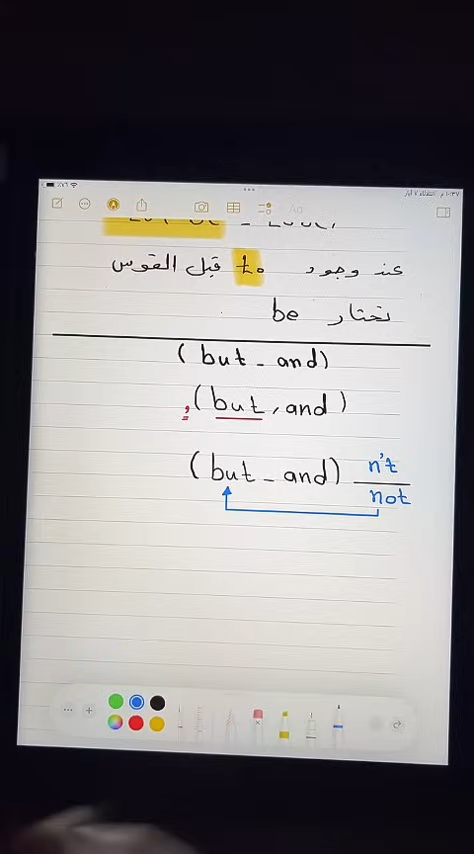 عند وجود to قبل القوس
نختار be
(but - and)
,(but, and)
(but - and) n't
not